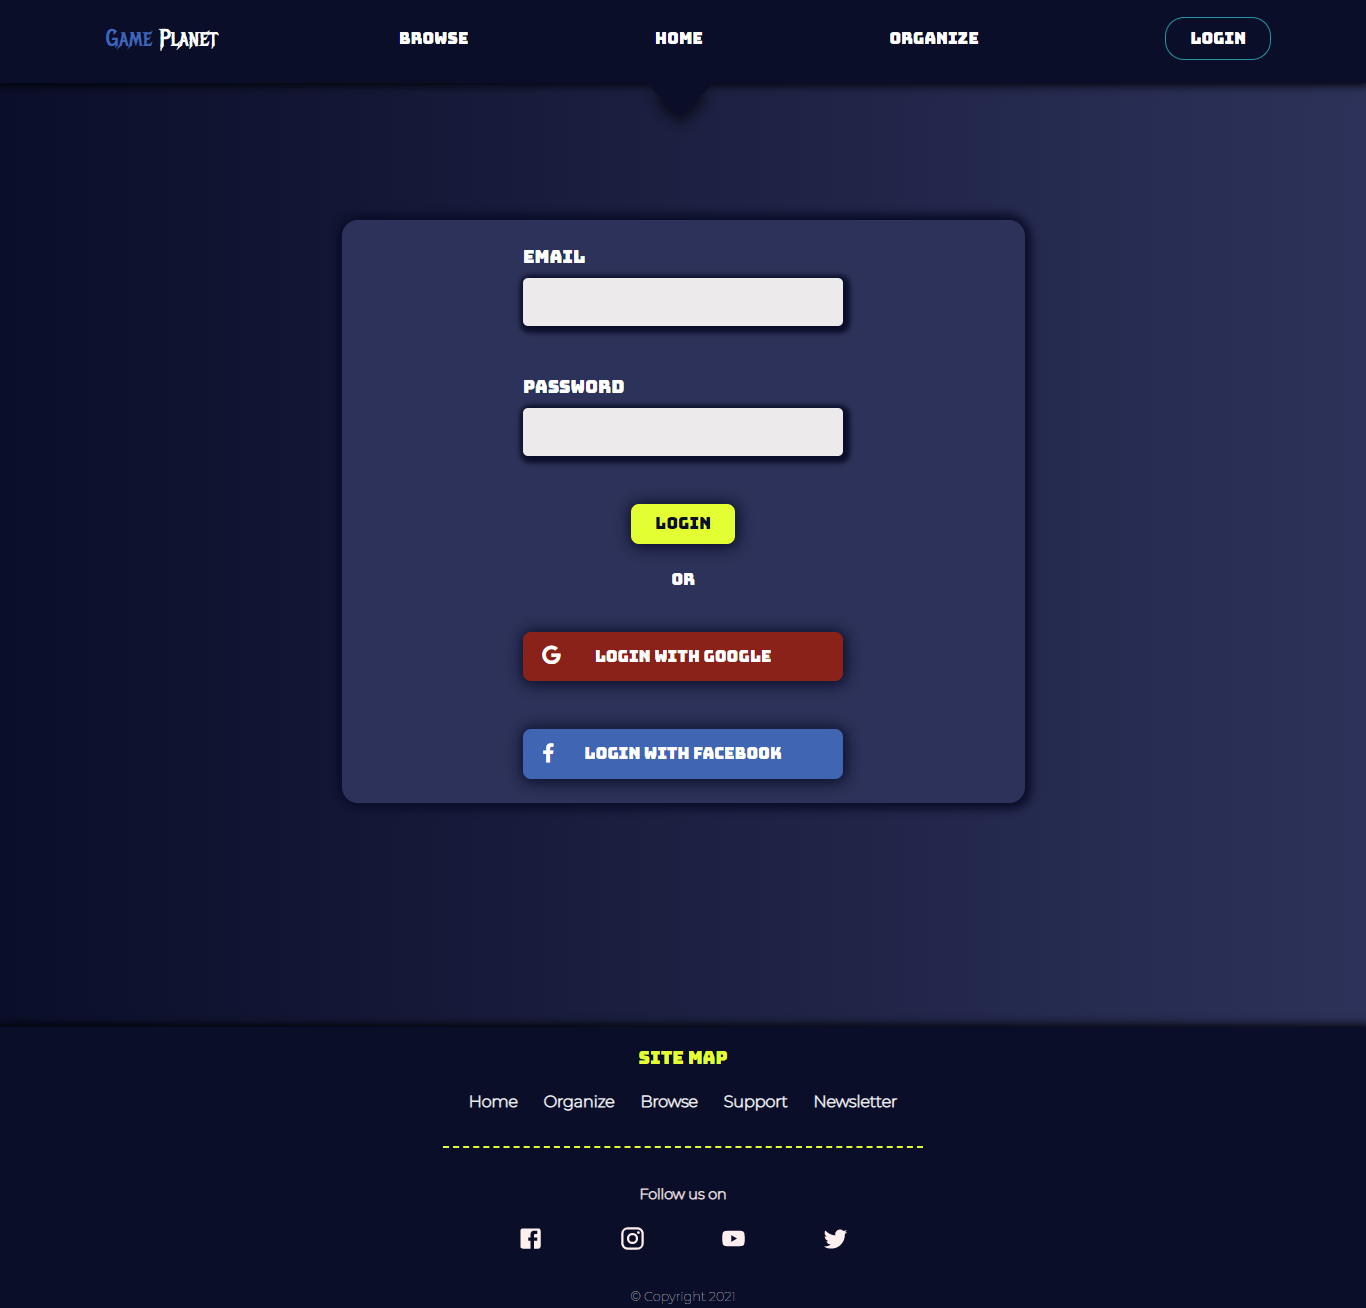 Game Planet BROWSE HOME ORGANIZE LOGIN
EMAIL
PASSWORD
LOGIN
OR
LOGIN WITH GOOGLE
LOGIN WITH FACEBOOK
SITE MAP
Home Organize Browse Support Newsletter
Follow us on
© Copyright 2021